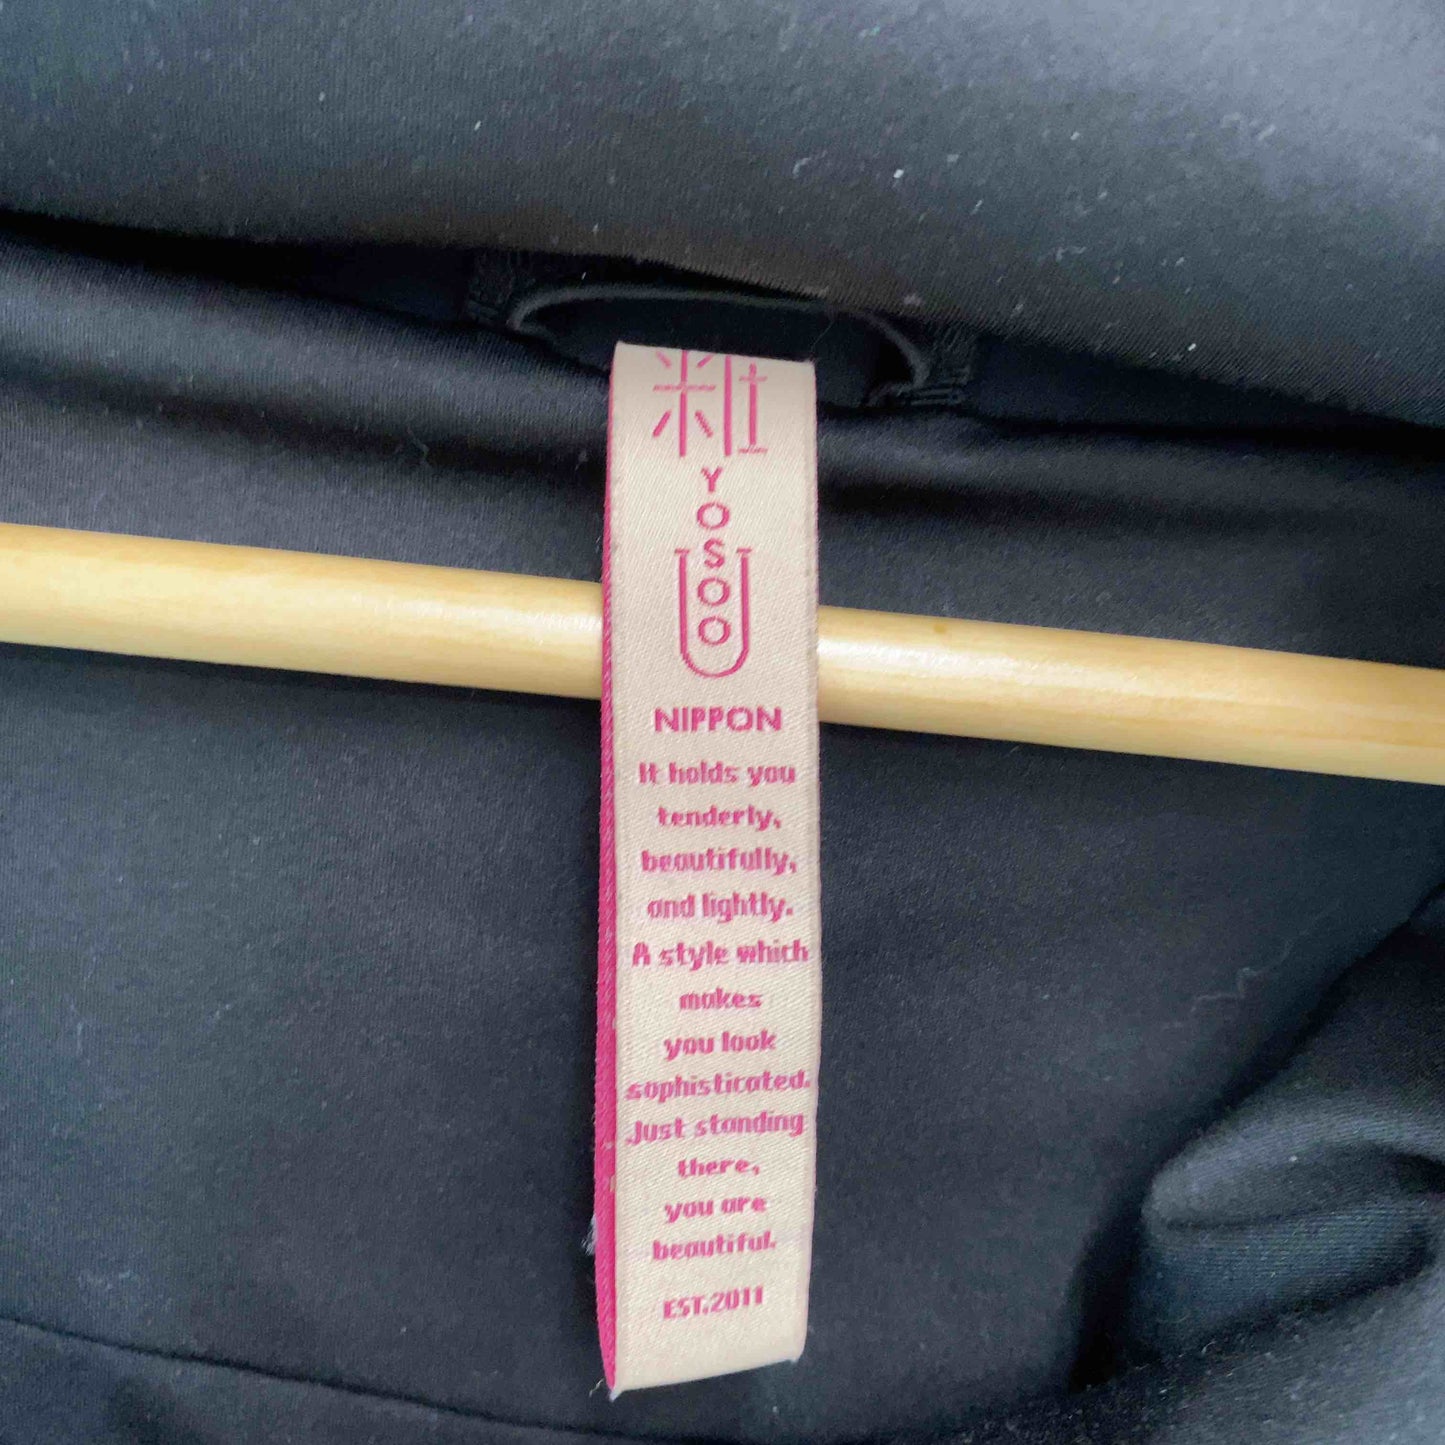 粧
YOSOO
NIPPON
It holds you
tenderly,
beautifully,
and lightly.
A style which
makes
you look
sophisticated.
Just standing
there,
you are
beautiful.
EST.2011